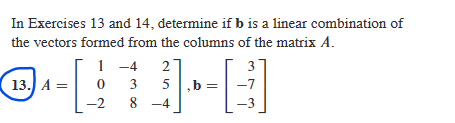 In Exercises 13 and 14, determine if b is a linear combination of
the vectors formed from the columns of the matrix A.
13. A = [ 1 −4 2
0 3 5
−2 8 −4 ], b = [ 3
−7
−3 ]